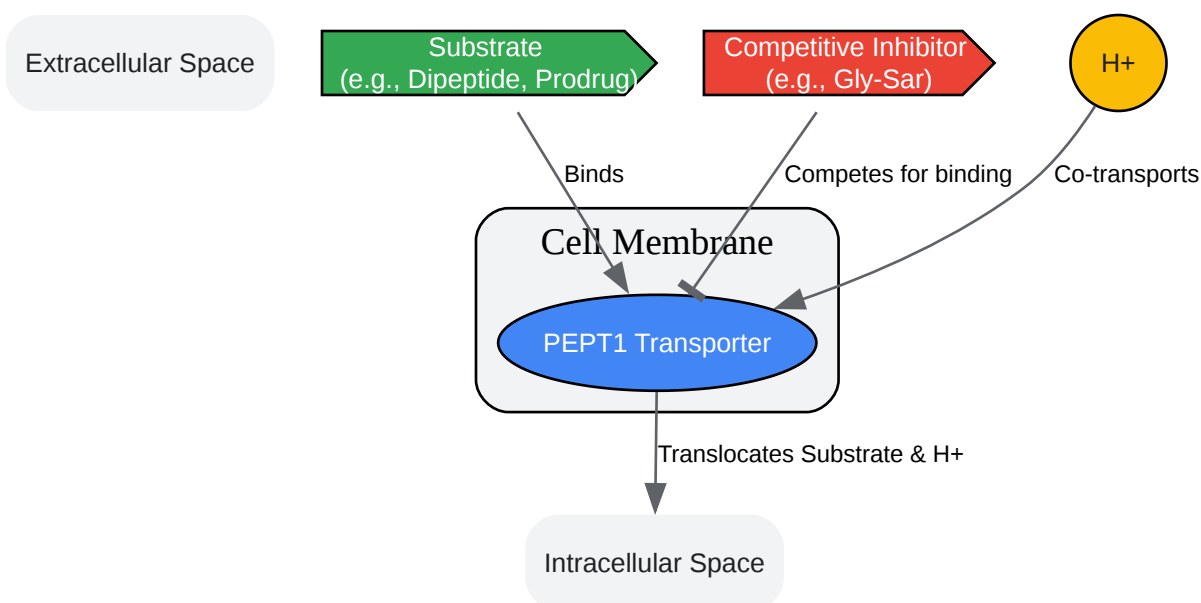 Extracellular Space
Substrate
(e.g., Dipeptide, Prodrug)
Competitive Inhibitor
(e.g., Gly-Sar)
H+
Binds
Competes for binding
Co-transports
Cell Membrane
PEPT1 Transporter
Translocates Substrate & H+
Intracellular Space